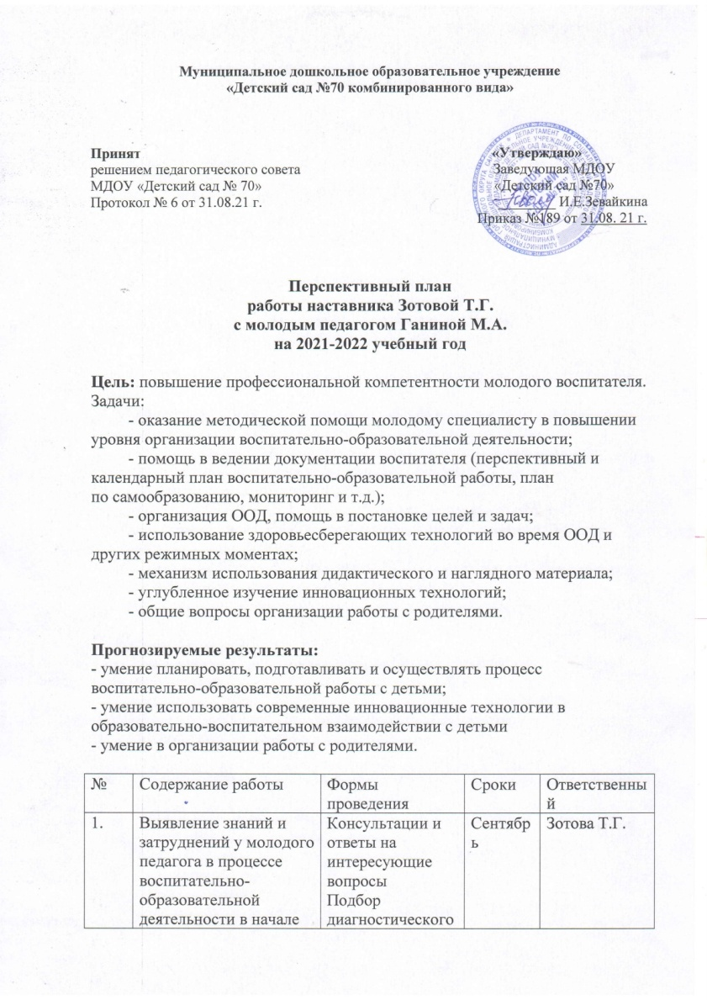 Муниципальное дошкольное образовательное учреждение
«Детский сад №70 комбинированного вида»
Принят
решением педагогического совета
МДОУ «Детский сад № 70»
Протокол № 6 от 31.08.21 г.
«Утверждаю»
Заведующая МДОУ
«Детский сад №70»
И.Е.Зевайкина
Приказ №189 от 31.08. 21 г.
Перспективный план
работы наставника Зотовой Т.Г.
с молодым педагогом Ганиной М.А.
на 2021-2022 учебный год
Цель: повышение профессиональной компетентности молодого воспитателя.
Задачи:
- оказание методической помощи молодому специалисту в повышении
уровня организации воспитательно-образовательной деятельности;
- помощь в ведении документации воспитателя (перспективный и
календарный план воспитательно-образовательной работы, план
по самообразованию, мониторинг и т.д.);
- организация ООД, помощь в постановке целей и задач;
- использование здоровьесберегающих технологий во время ООД и
других режимных моментах;
- механизм использования дидактического и наглядного материала;
- углубленное изучение инновационных технологий;
- общие вопросы организации работы с родителями.
Прогнозируемые результаты:
- умение планировать, подготавливать и осуществлять процесс
воспитательно-образовательной работы с детьми;
- умение использовать современные инновационные технологии в
образовательно-воспитательном взаимодействии с детьми
- умение в организации работы с родителями.
№
Содержание работы
Формы
проведения
Сроки
Ответственны
й
1.
Выявление знаний и
затруднений у молодого
педагога в процессе
воспитательно-
образовательной
деятельности в начале
Консультации и
ответы на
интересующие
вопросы
Подбор
диагностического
Сентябр
ь
Зотова Т.Г.